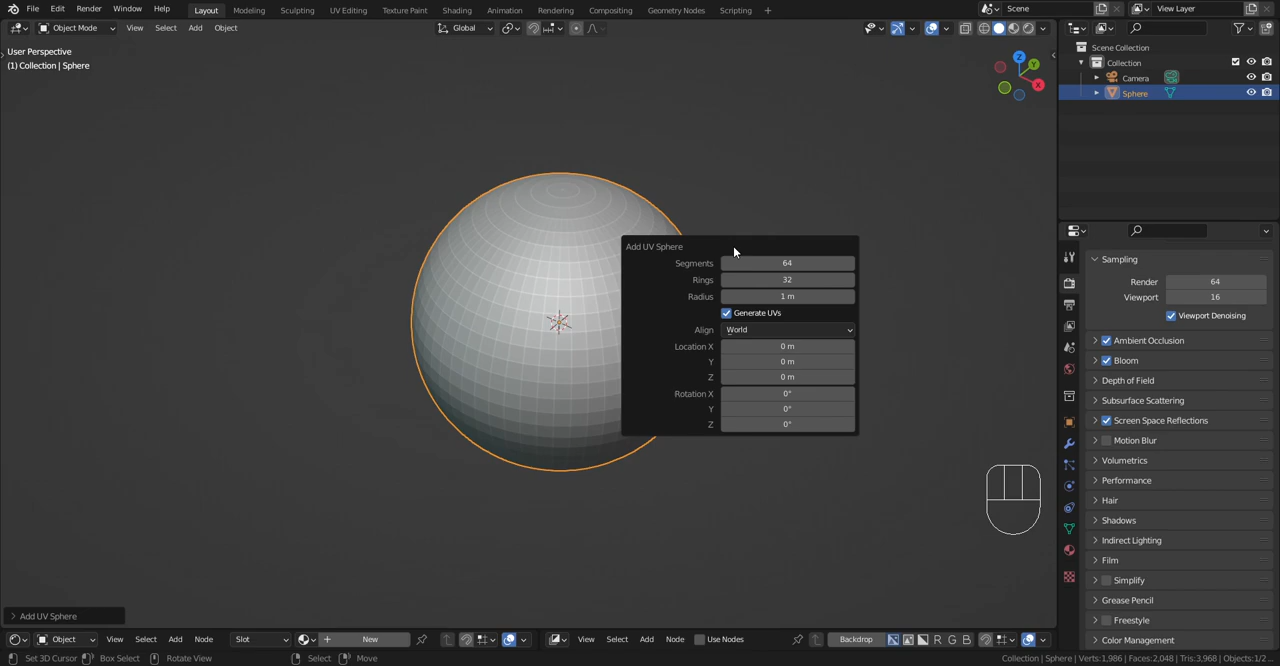 File Edit Render Window Help Layout Modeling Sculpting UV Editing Texture Paint Shading Animation Rendering Compositing Geometry Nodes Scripting + Scene View Layer
Object Mode View Select Add Object Global
User Perspective
(1) Collection | Sphere
Scene Collection
Collection
Camera
Sphere
X
Y
Z
Add UV Sphere
Segments 64
Rings 32
Radius 1 m
Generate UVs
Align World
Location X 0 m
Y 0 m
Z 0 m
Rotation X 0°
Y 0°
Z 0°
Sampling
Render 64
Viewport 16
Viewport Denoising
Ambient Occlusion
Bloom
Depth of Field
Subsurface Scattering
Screen Space Reflections
Motion Blur
Volumetrics
Performance
Hair
Shadows
Indirect Lighting
Film
Simplify
Grease Pencil
Freestyle
Color Management
Add UV Sphere
Object View Select Add Node Slot + New View Select Add Node Use Nodes Backdrop R G B
Set 3D Cursor Box Select Rotate View Select Move Collection | Sphere | Verts:1,986 | Faces:2,048 | Tris:3,968 | Objects:1/2 ...